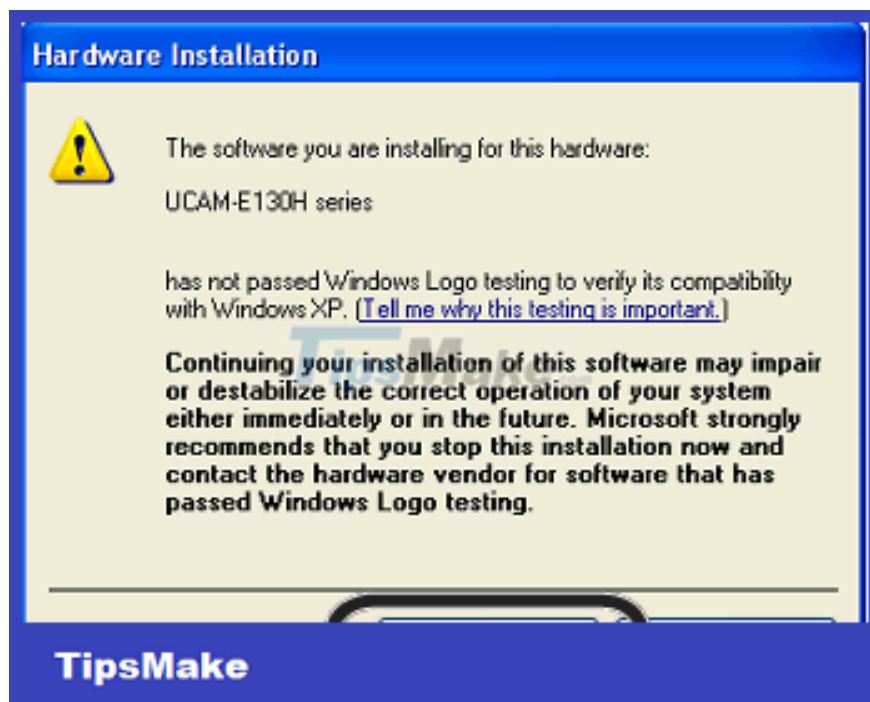 Hardware Installation
The software you are installing for this hardware:
UCAM-E130H series
has not passed Windows Logo testing to verify its compatibility
with Windows XP. (Tell me why this testing is important.)
TipsMake.com
Continuing your installation of this software may impair
or destabilize the correct operation of your system
either immediately or in the future. Microsoft strongly
recommends that you stop this installation now and
contact the hardware vendor for software that has
passed Windows Logo testing.
TipsMake